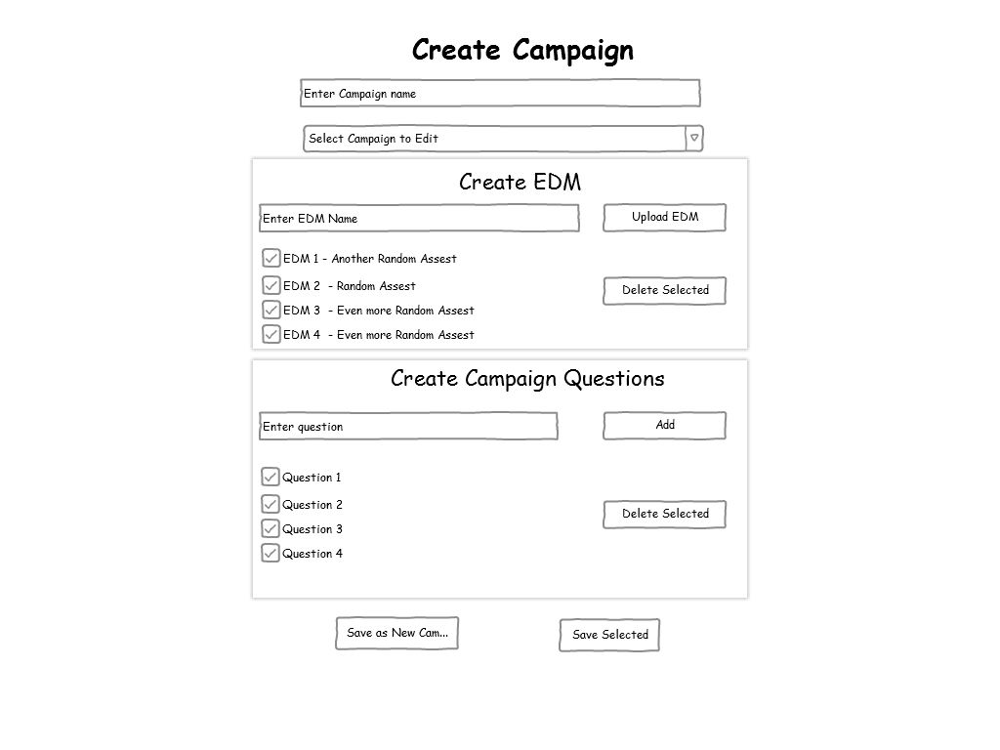 Create Campaign
Enter Campaign name
Select Campaign to Edit
Create EDM
Enter EDM Name
Upload EDM
EDM 1 - Another Random Assest
EDM 2 - Random Assest
Delete Selected
EDM 3 - Even more Random Assest
EDM 4 - Even more Random Assest
Create Campaign Questions
Enter question
Add
Question 1
Question 2
Delete Selected
Question 3
Question 4
Save as New Cam...
Save Selected